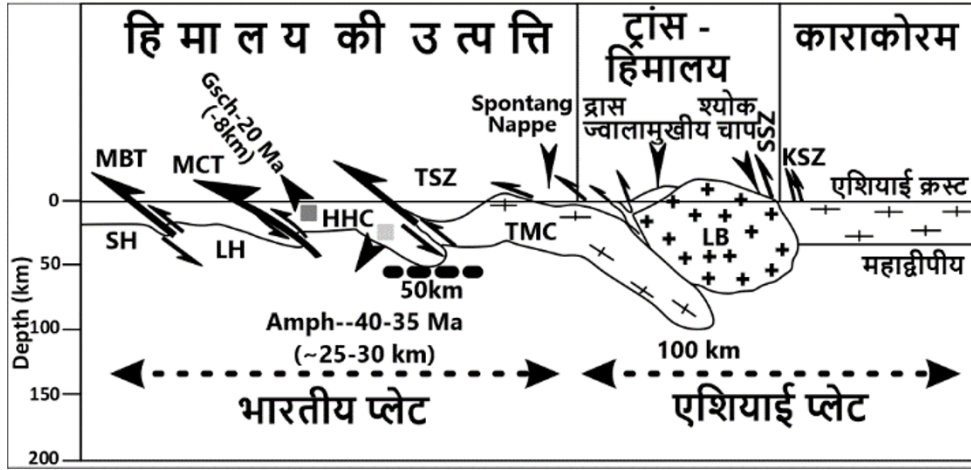 हिमालय की उत्पत्ति
ट्रांस -
हिमालय
काराकोरम
Gsch-20 Ma
(-8km)
Spontang
Nappe
द्रास
ज्वालामुखीय चाप
श्योक
SSZ
KSZ
MBT
MCT
TSZ
एशियाई क्रस्ट
महाद्वीपीय
SH
LH
HHC
TMC
LB
50km
Amph--40-35 Ma
(~25-30 km)
100 km
भारतीय प्लेट
एशियाई प्लेट
Depth (km)
0
50
100
150
200